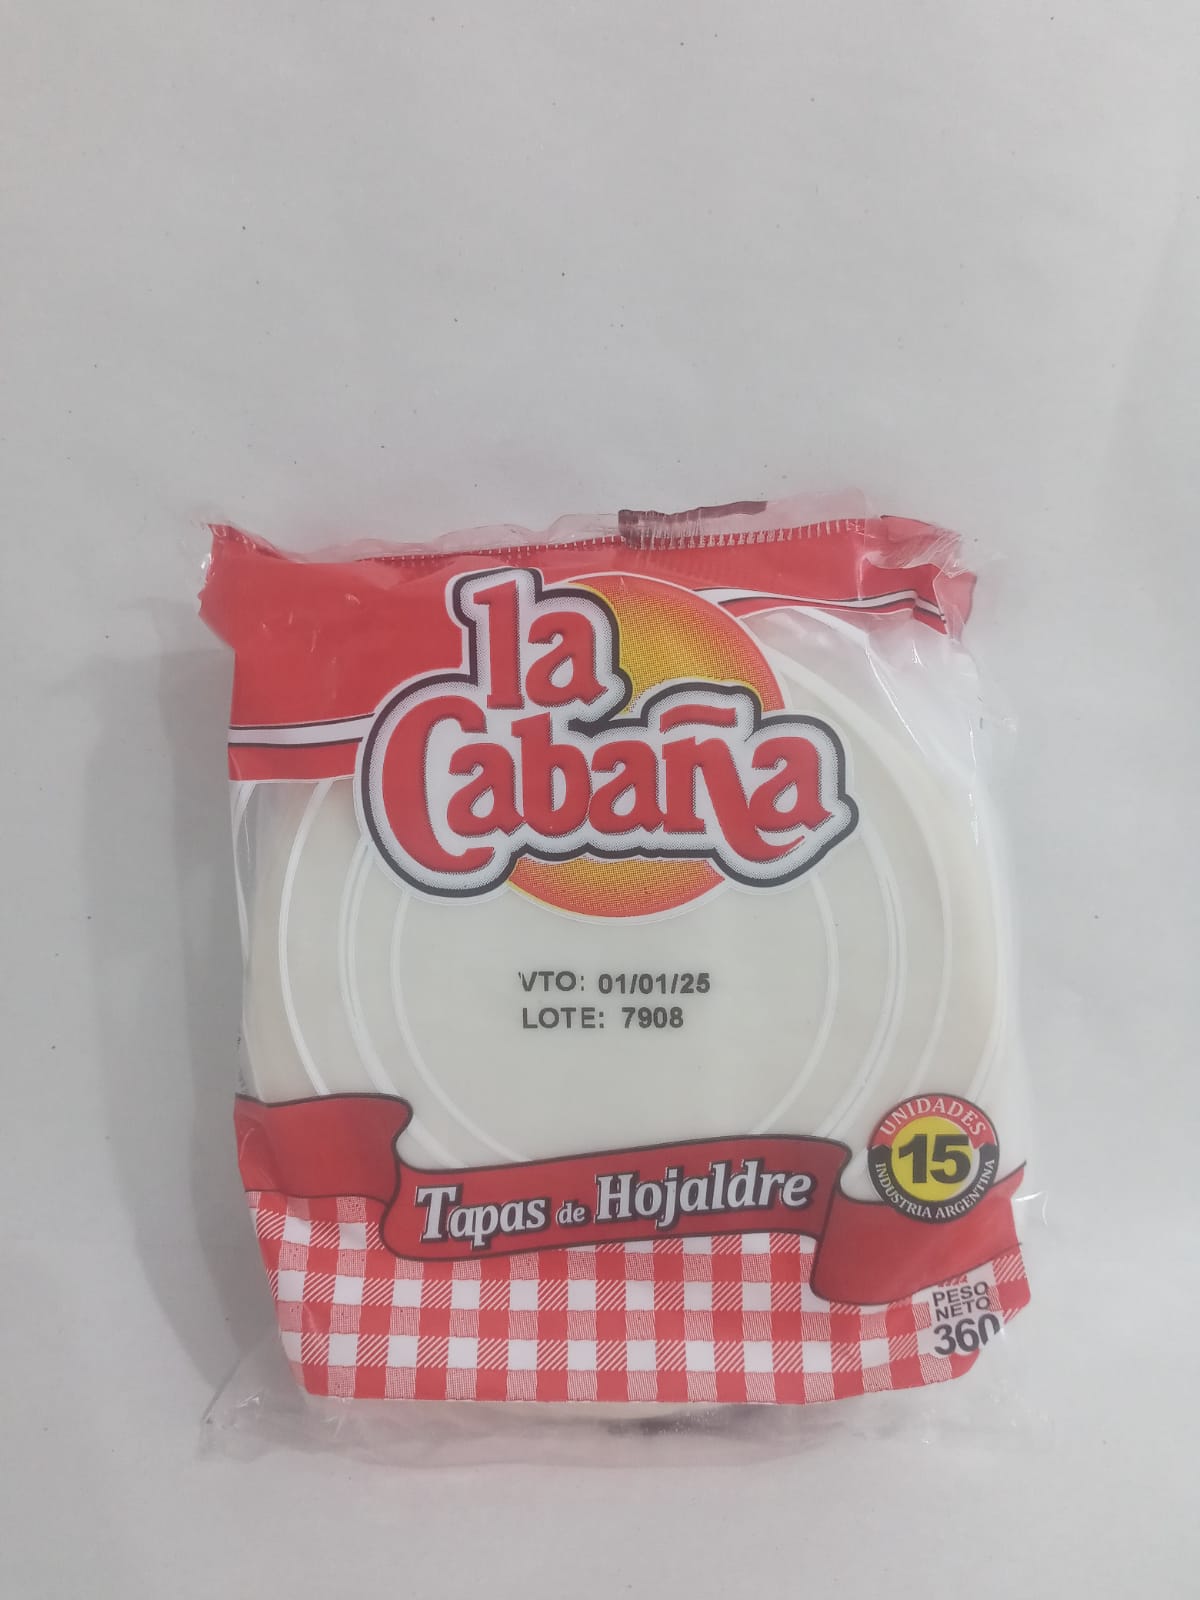 la
Cabaña
VTO: 01/01/25
LOTE: 7908
UNIDADES
15
INDUSTRIA ARGENTINA
Tapas de Hojaldre
PESO
NETO
360